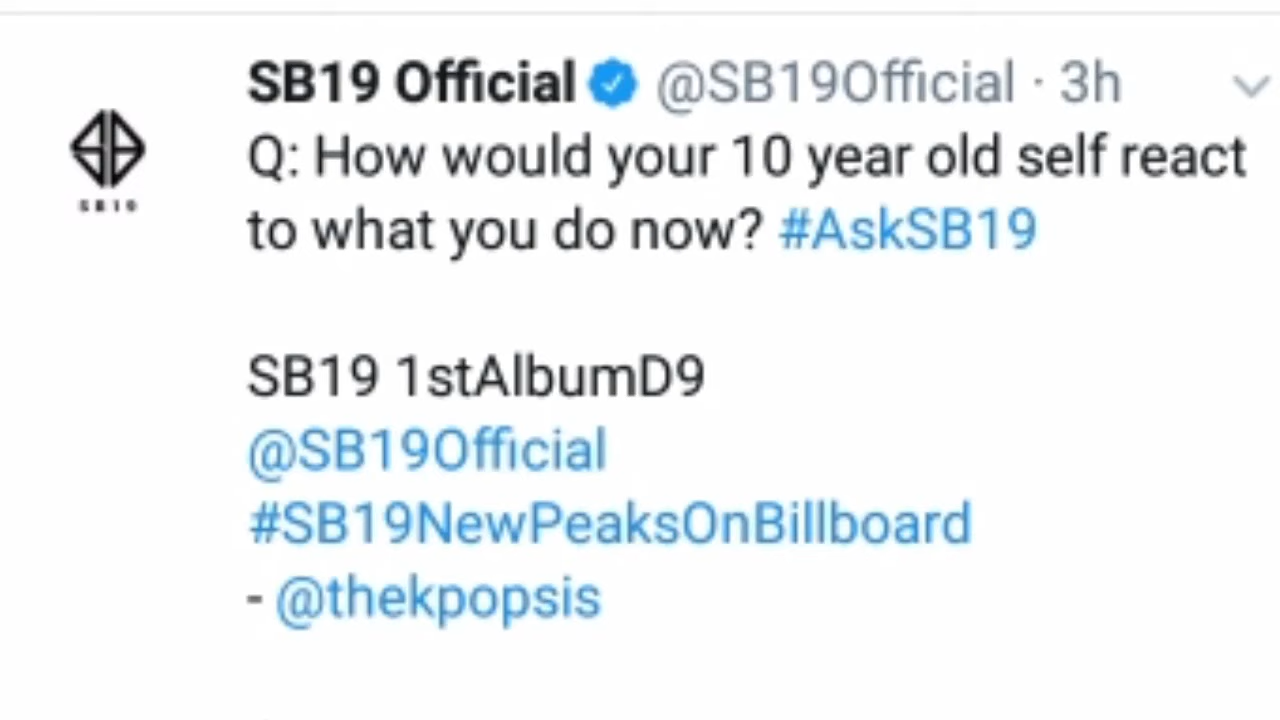 SB19 Official @SB19Official · 3h
Q: How would your 10 year old self react
to what you do now? #AskSB19
SB19 1stAlbumD9
@SB19Official
#SB19NewPeaksOnBillboard
- @thekpopsis
SB19